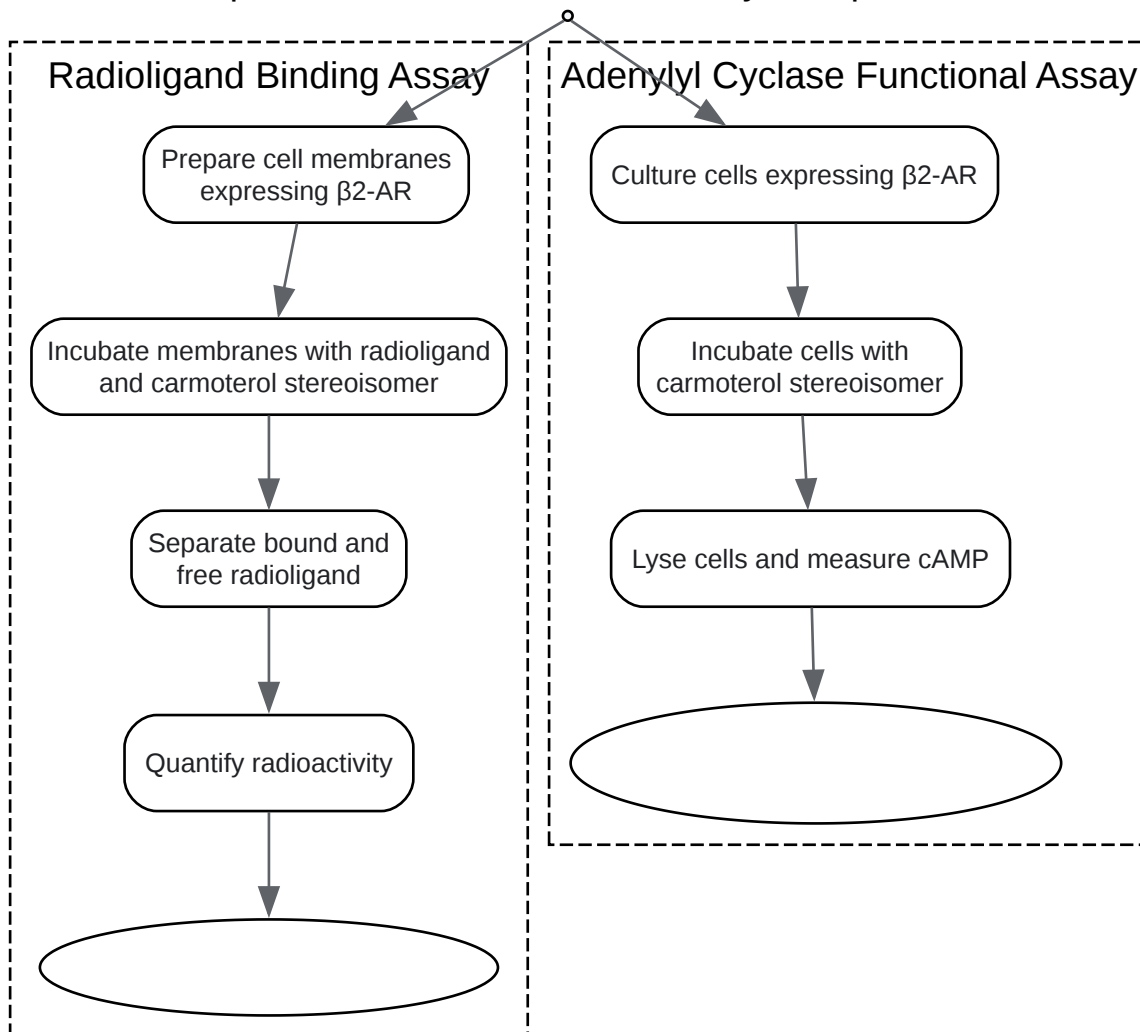 Radioligand Binding Assay
Prepare cell membranes
expressing β2-AR
Incubate membranes with radioligand
and carmoterol stereoisomer
Separate bound and
free radioligand
Quantify radioactivity
Adenylyl Cyclase Functional Assay
Culture cells expressing β2-AR
Incubate cells with
carmoterol stereoisomer
Lyse cells and measure cAMP